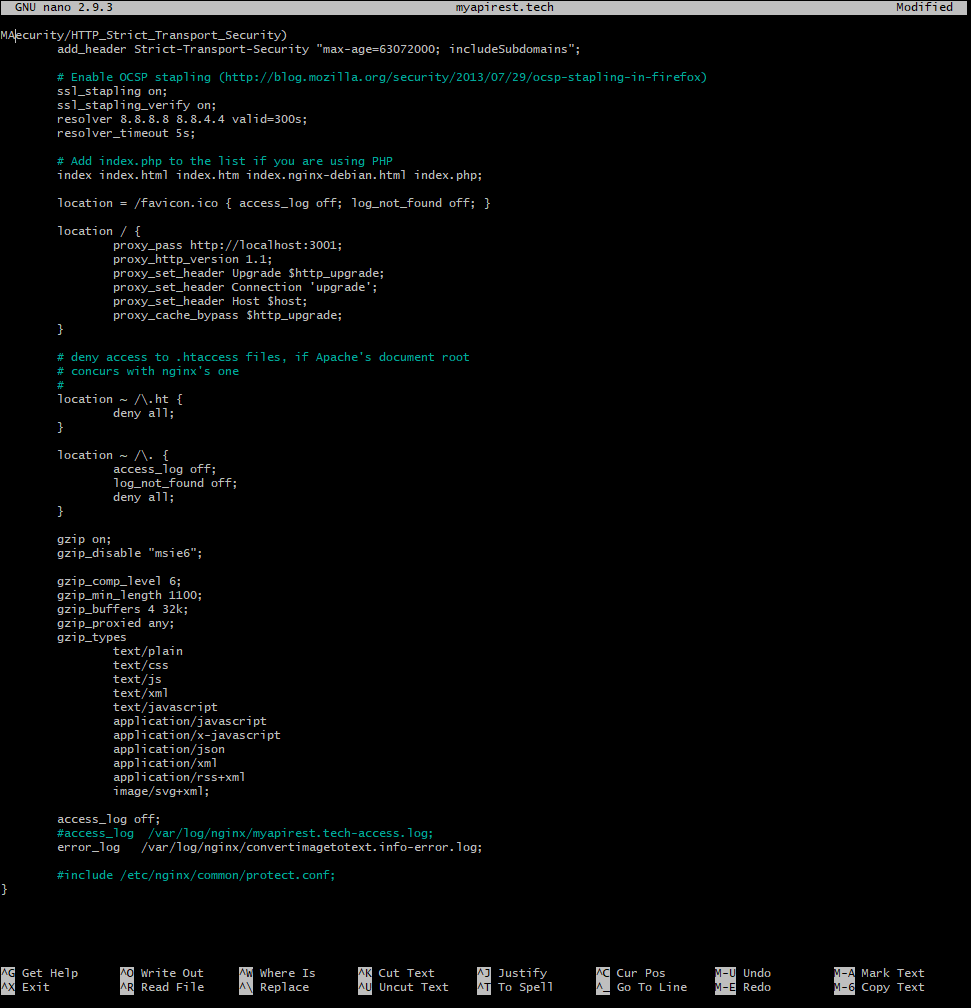 GNU nano 2.9.3 myapirest.tech Modified
MAecurity/HTTP_Strict_Transport_Security)
add_header Strict-Transport-Security "max-age=63072000; includeSubdomains";
# Enable OCSP stapling (http://blog.mozilla.org/security/2013/07/29/ocsp-stapling-in-firefox)
ssl_stapling on;
ssl_stapling_verify on;
resolver 8.8.8.8 8.8.4.4 valid=300s;
resolver_timeout 5s;
# Add index.php to the list if you are using PHP
index index.html index.htm index.nginx-debian.html index.php;
location = /favicon.ico { access_log off; log_not_found off; }
location / {
proxy_pass http://localhost:3001;
proxy_http_version 1.1;
proxy_set_header Upgrade $http_upgrade;
proxy_set_header Connection 'upgrade';
proxy_set_header Host $host;
proxy_cache_bypass $http_upgrade;
}
# deny access to .htaccess files, if Apache's document root
# concurs with nginx's one
#
location ~ /\.ht {
deny all;
}
location ~ /\. {
access_log off;
log_not_found off;
deny all;
}
gzip on;
gzip_disable "msie6";
gzip_comp_level 6;
gzip_min_length 1100;
gzip_buffers 4 32k;
gzip_proxied any;
gzip_types
text/plain
text/css
text/js
text/xml
text/javascript
application/javascript
application/x-javascript
application/json
application/xml
application/rss+xml
image/svg+xml;
access_log off;
#access_log /var/log/nginx/myapirest.tech-access.log;
error_log /var/log/nginx/convertimagetotext.info-error.log;
#include /etc/nginx/common/protect.conf;
}
^G Get Help ^O Write Out ^W Where Is ^K Cut Text ^J Justify ^C Cur Pos M-U Undo M-A Mark Text
^X Exit ^R Read File ^\ Replace ^U Uncut Text ^T To Spell ^_ Go To Line M-E Redo M-6 Copy Text